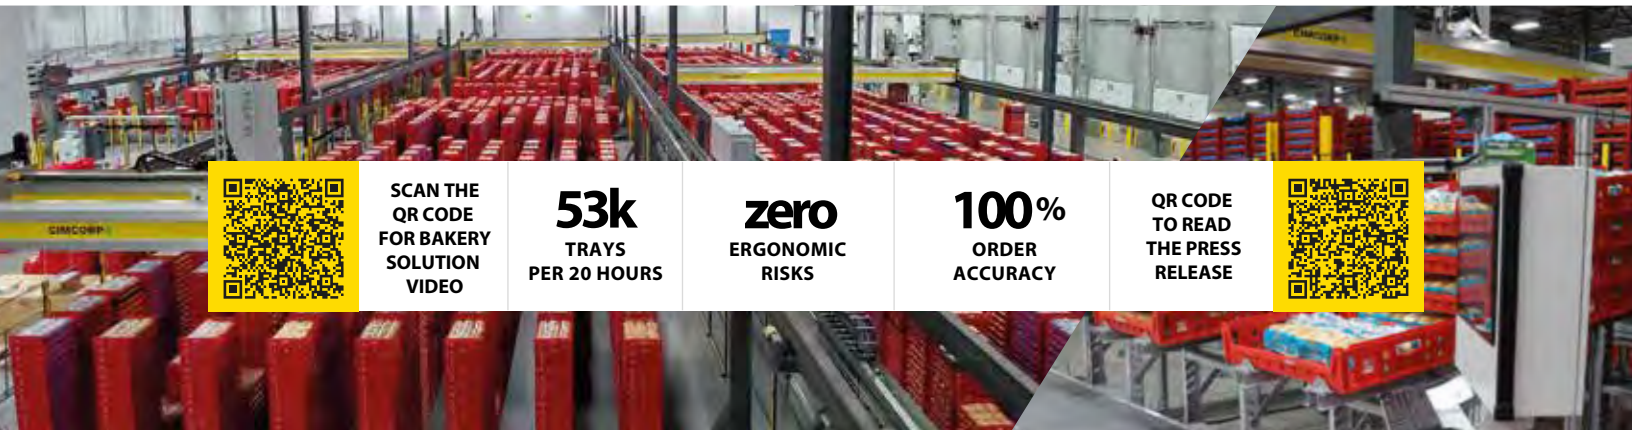 SIMCORP
SCAN THE
QR CODE
FOR BAKERY
SOLUTION
VIDEO
53k
TRAYS
PER 20 HOURS
zero
ERGONOMIC
RISKS
100%
ORDER
ACCURACY
QR CODE
TO READ
THE PRESS
RELEASE